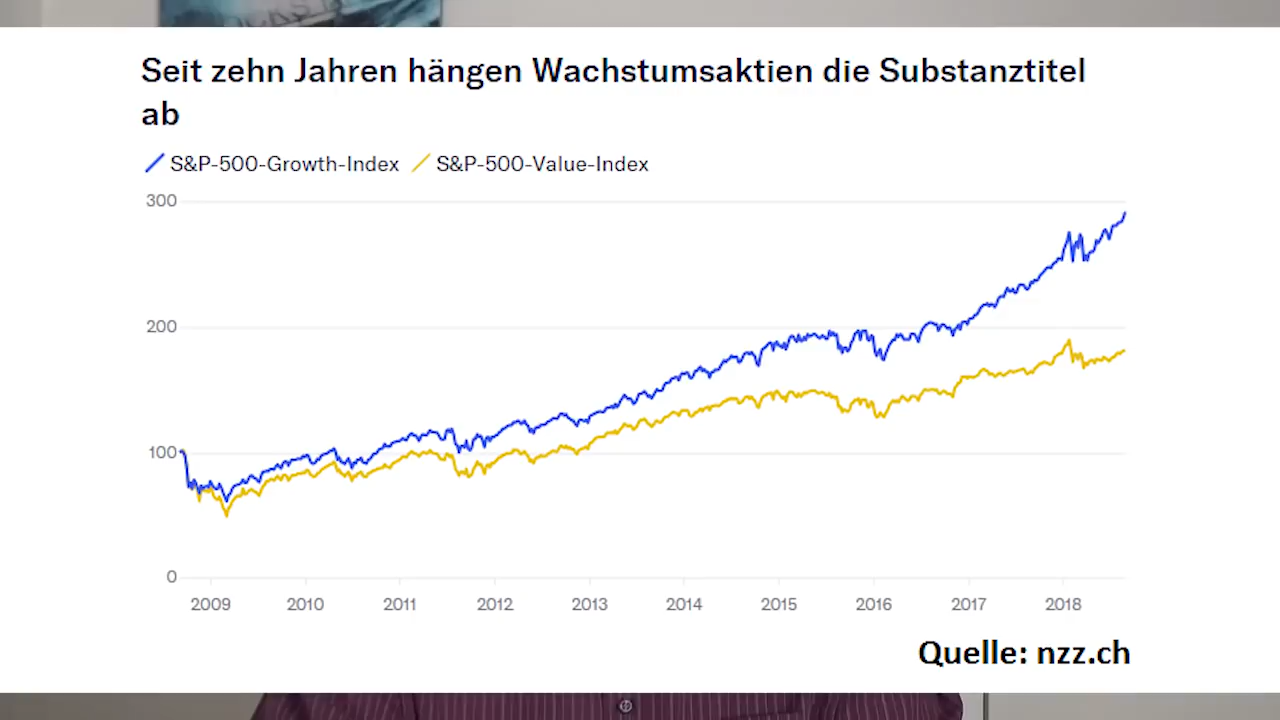 Seit zehn Jahren hängen Wachstumsaktien die Substanztitel
ab
S&P-500-Growth-Index S&P-500-Value-Index
300
200
100
0
2009 2010 2011 2012 2013 2014 2015 2016 2017 2018
Quelle: nzz.ch